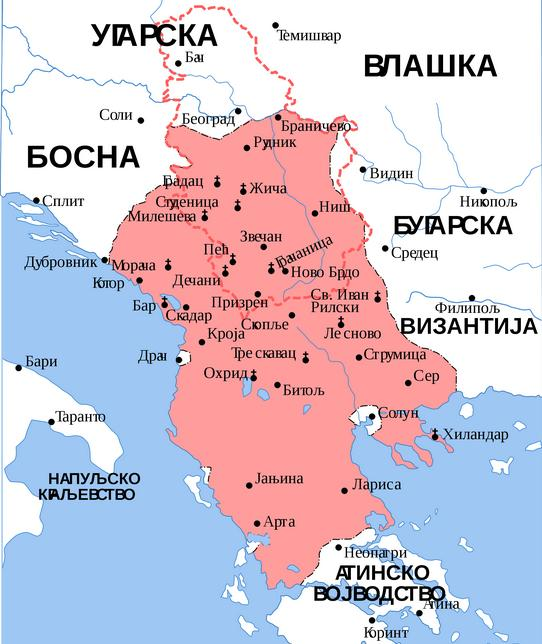 УГАРСКА
Темишвар
Бач
ВЛАШКА
Соли
Београд
Браничево
Рудник
БОСНА
Видин
Градац
Жича
Сплит
Студеница
Никопољ
Милешева
Ниш
БУГАРСКА
Звечан
Пећ
Грачаница
Средец
Дубровник
Морача
Ново Брдо
Котор
Дечани
Призрен
Св. Иван
Рилски
Бар
Скадар
Скопље
Филипољ
ВИЗАНТИЈА
Кроја
Лесново
Драч
Трескавац
Струмица
Бари
Охрид
Сер
Битољ
Таранто
Солун
Хиландар
НАПУЉСКО
КРАЉЕВСТВО
Јањина
Лариса
Арта
Неопатри
АТИНСКО
ВОЈВОДСТВО
Атина
Коринт